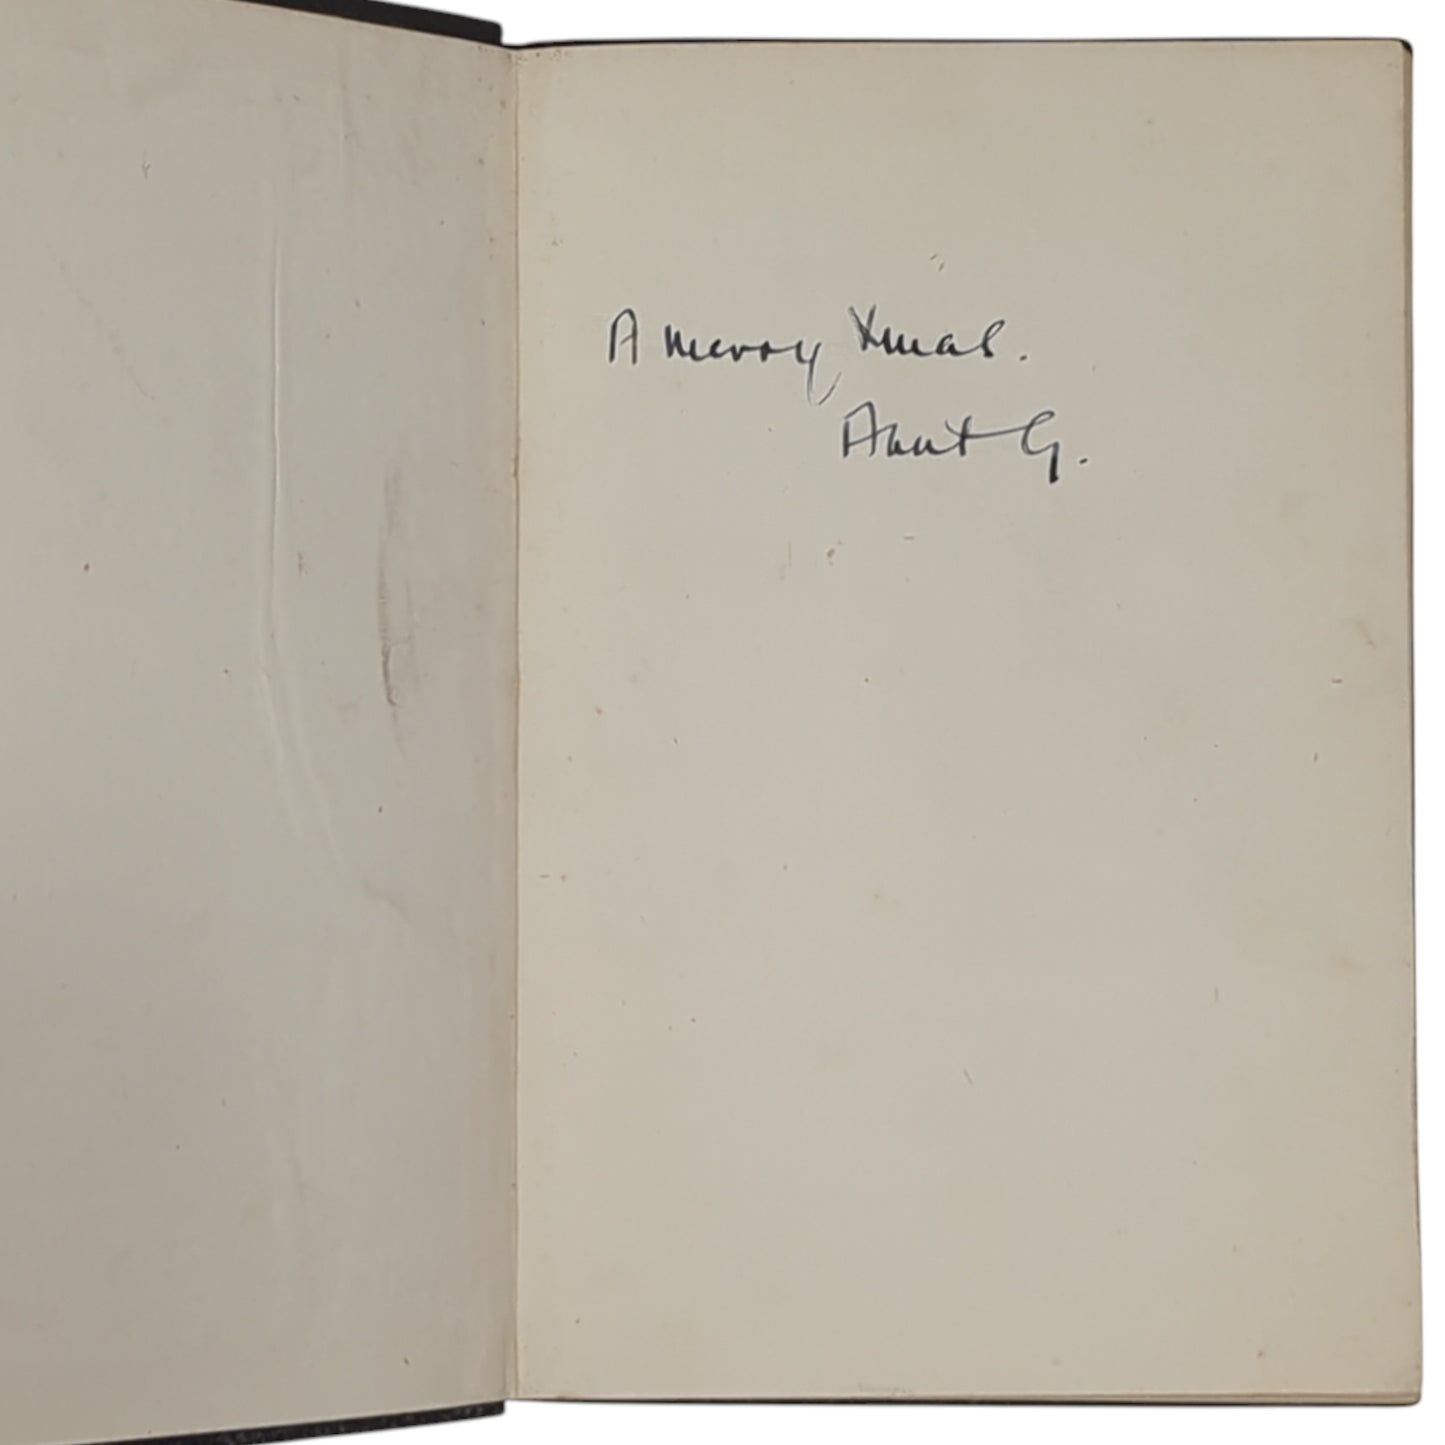 A merry Xmas.
Aunt G.